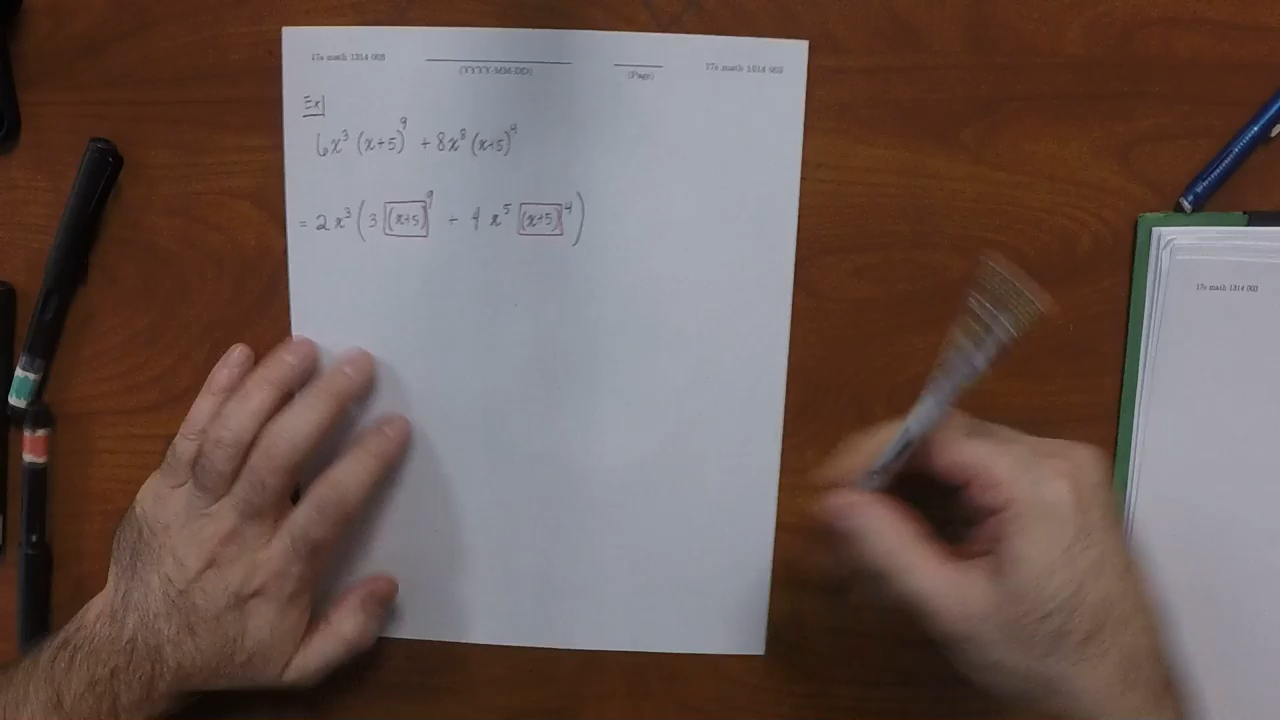 17s math 1314 003
(YYYY-MM-DD)
(Page)
17s math 1314 003
Ex
6x³ (x+5)⁹ + 8x⁸ (x+5)⁴
= 2x³ (3 (x+5)⁹ + 4 x⁵ (x+5)⁴)
17s math 1314 003